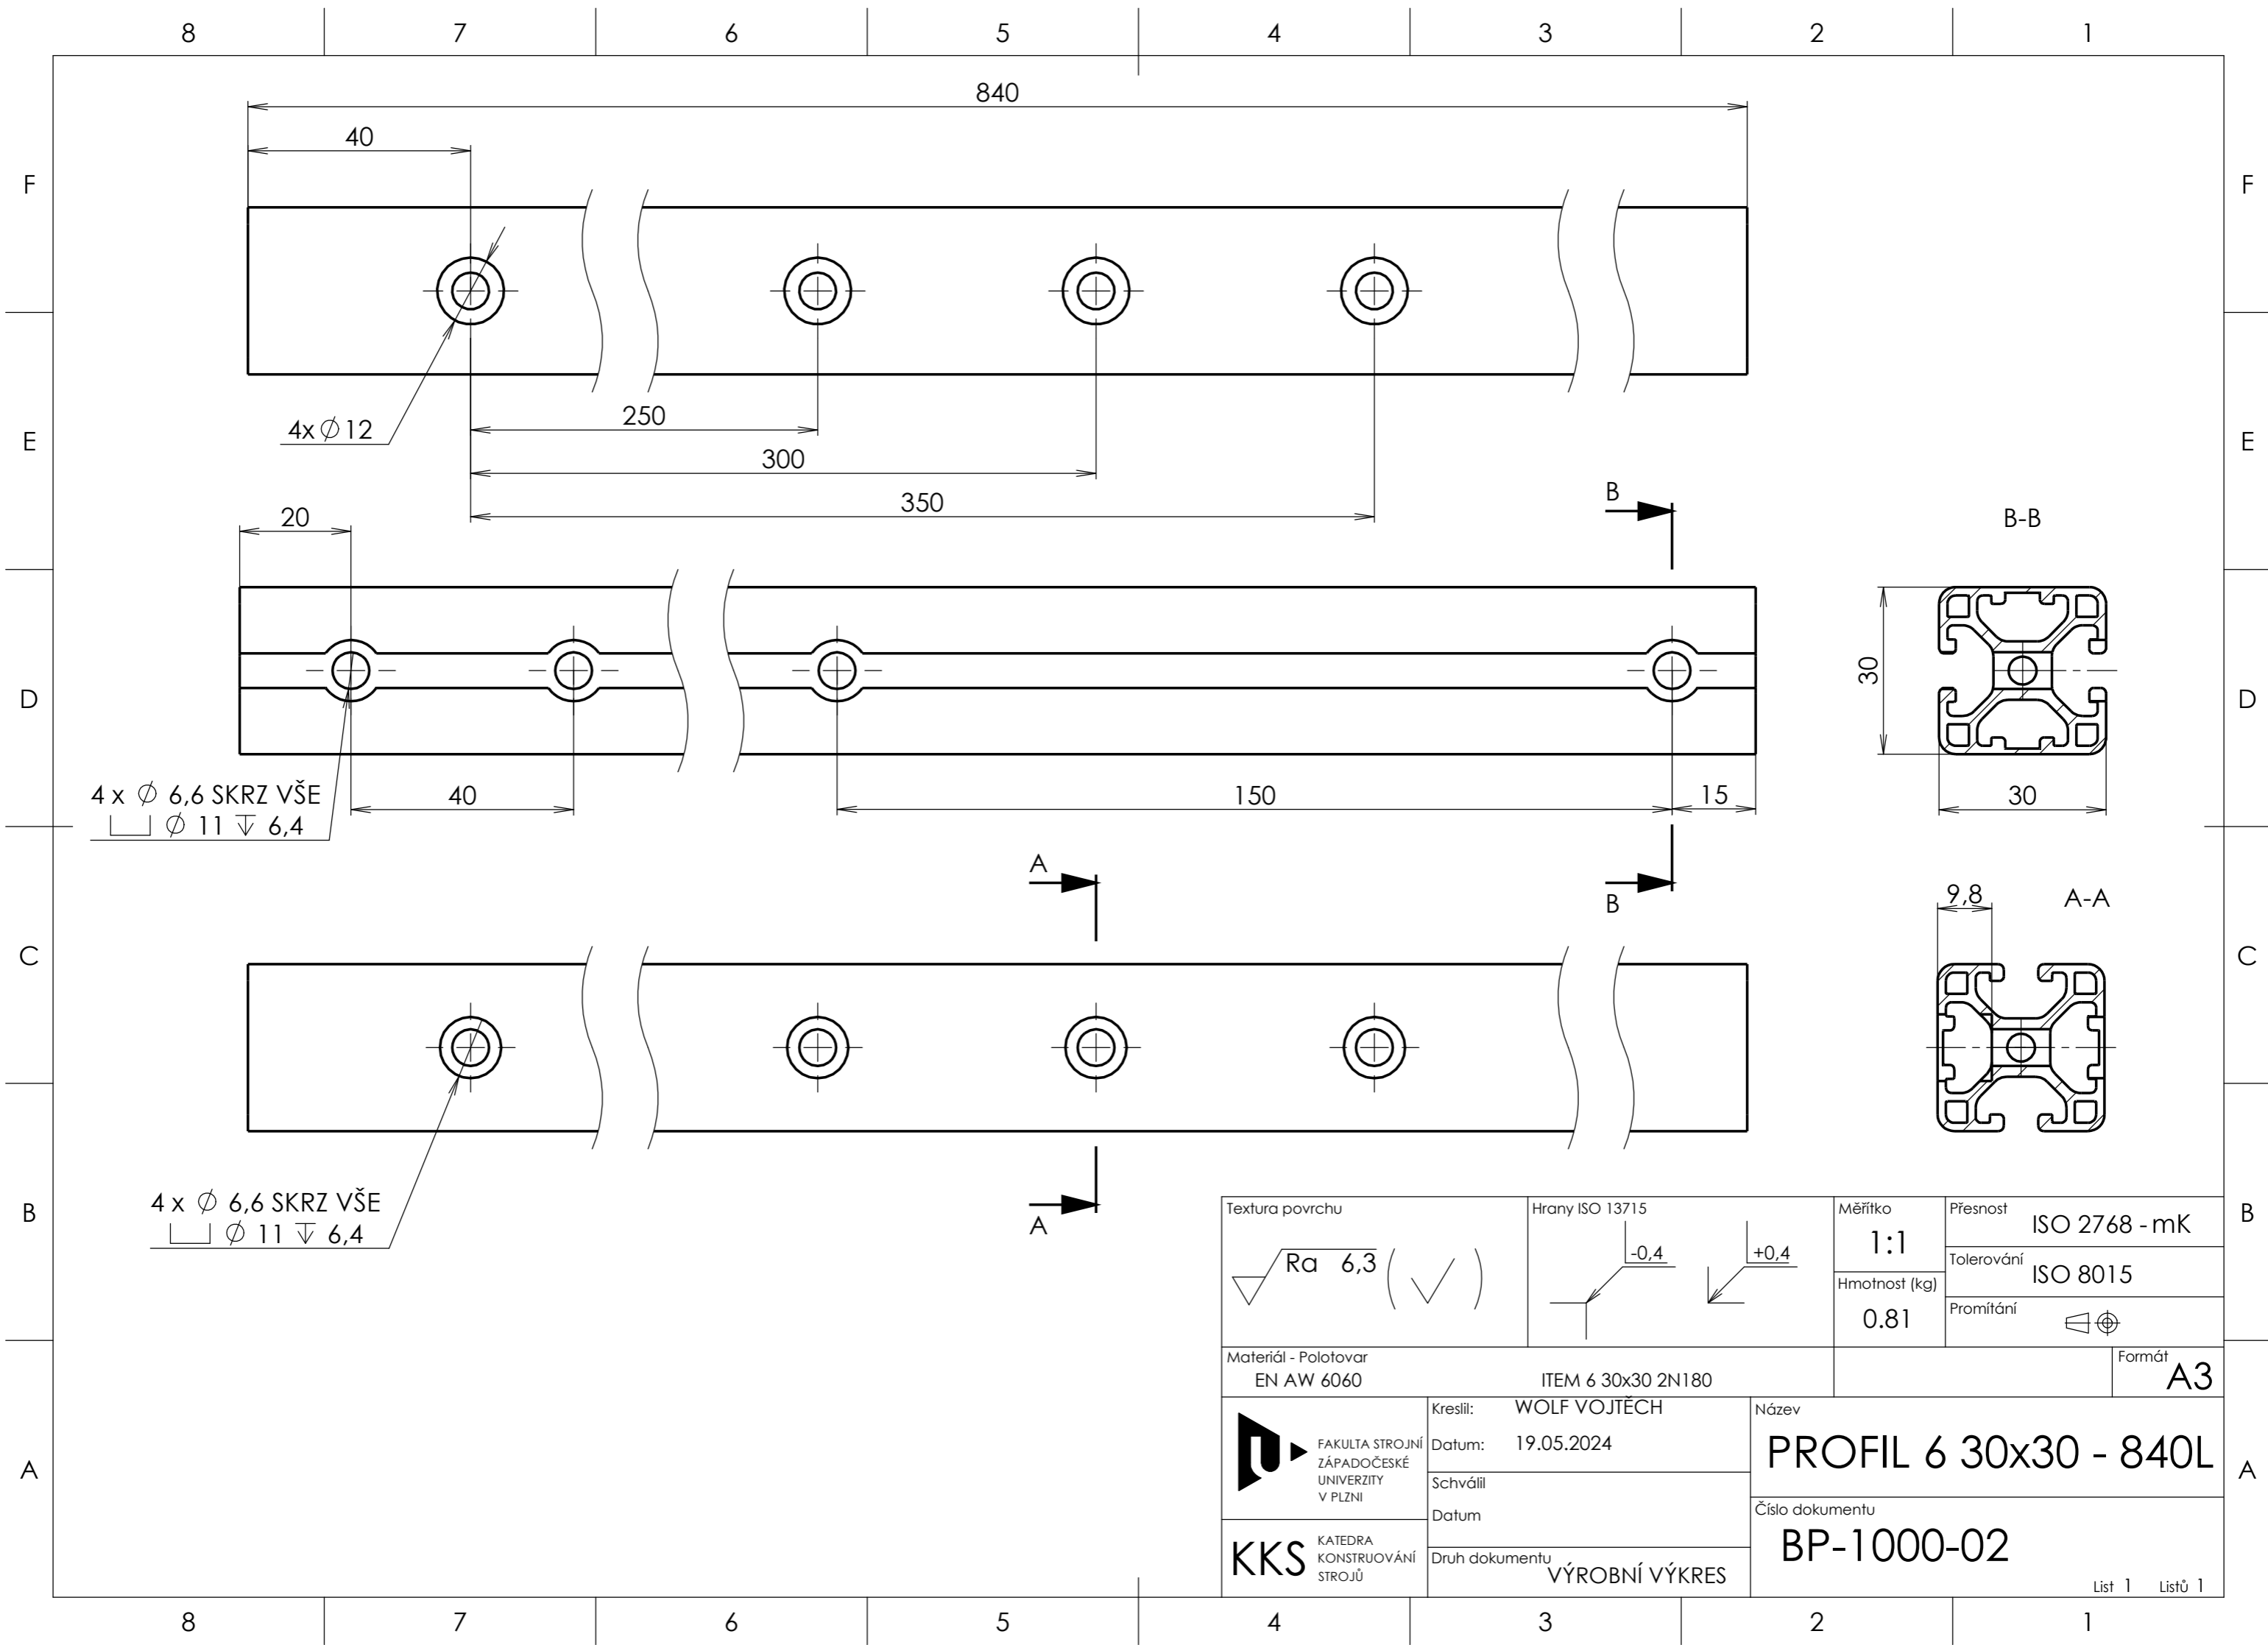 8 7 6 5 4 3 2 1
F F
E E
D D
C C
B B
A A
840
40
4x ⌀ 12
250
300
350
20
B
B-B
30
30
4 x ⌀ 6,6 SKRZ VŠE
⌴ ⌀ 11 ↧ 6,4
40
150
15
A
B
9,8
A-A
4 x ⌀ 6,6 SKRZ VŠE
⌴ ⌀ 11 ↧ 6,4
A
Textura povrchu
Ra 6,3
Hrany ISO 13715
-0,4
+0,4
Měřítko
1:1
Hmotnost (kg)
0.81
Přesnost
ISO 2768 - mK
Tolerování
ISO 8015
Promítání
Materiál - Polotovar
EN AW 6060
ITEM 6 30x30 2N180
Formát
A3
FAKULTA STROJNÍ
ZÁPADOČESKÉ
UNIVERZITY
V PLZNI
KKS
KATEDRA
KONSTRUOVÁNÍ
STROJŮ
Kreslil: WOLF VOJTĚCH
Datum: 19.05.2024
Schválil
Datum
Druh dokumentu
VÝROBNÍ VÝKRES
Název
PROFIL 6 30x30 - 840L
Číslo dokumentu
BP-1000-02
List 1 Listů 1
8 7 6 5 4 3 2 1